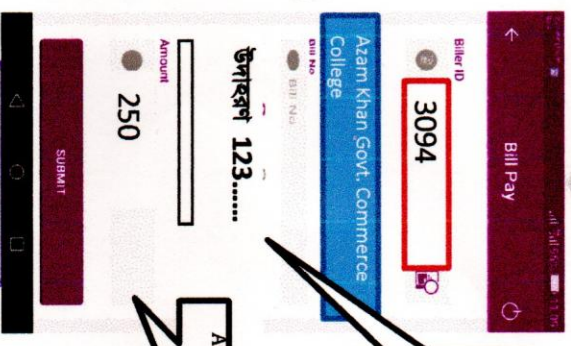 Bill Pay
Biller ID
3094
Azam Khan Govt. Commerce
College
Bill No
Bill No
উদাহরণ 123......
Amount
250
SUBMIT
A